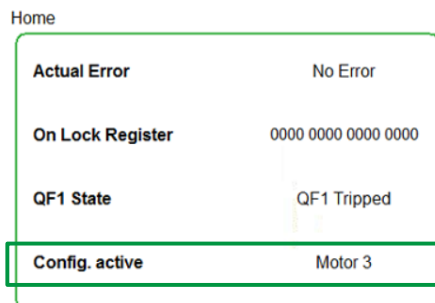 Home
Actual Error No Error
On Lock Register 0000 0000 0000 0000
QF1 State QF1 Tripped
Config. active Motor 3